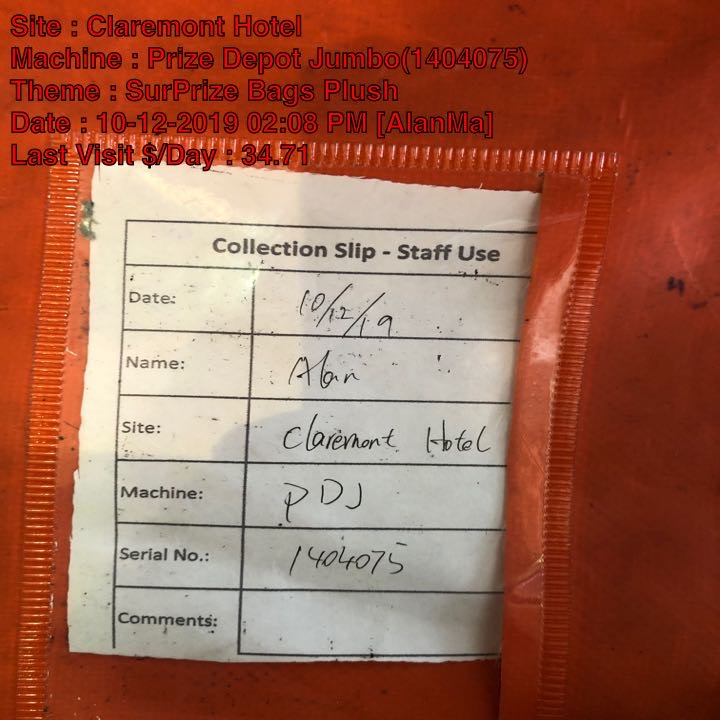 Site : Claremont Hotel
Machine : Prize Depot Jumbo(1404075)
Theme : SurPrize Bags Plush
Date : 10-12-2019 02:08 PM [AlanMa]
Last Visit $/Day : 34.71
Collection Slip - Staff Use
Date: 10/12/19
Name: Alan
Site: Claremont Hotel
Machine: PDJ
Serial No.: 1404075
Comments: